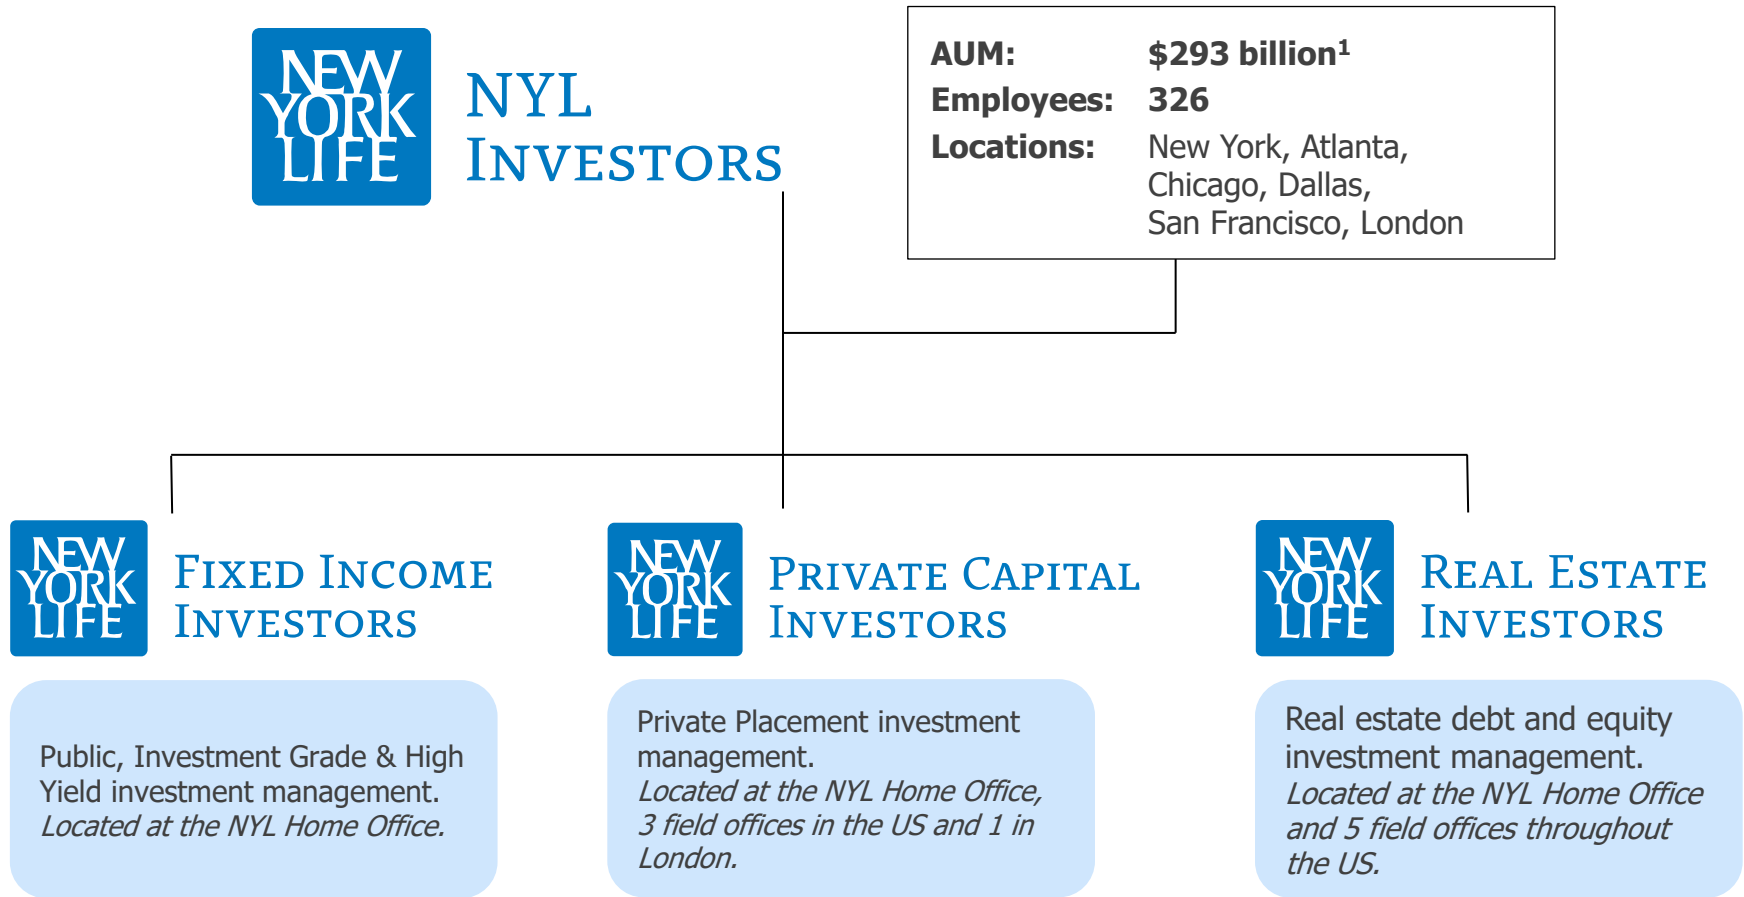 NEW
YORK
LIFE
NYL
INVESTORS
AUM: $293 billion¹
Employees: 326
Locations: New York, Atlanta,
Chicago, Dallas,
San Francisco, London
NEW
YORK
LIFE
FIXED INCOME
INVESTORS
Public, Investment Grade & High
Yield investment management.
Located at the NYL Home Office.
NEW
YORK
LIFE
PRIVATE CAPITAL
INVESTORS
Private Placement investment
management.
Located at the NYL Home Office,
3 field offices in the US and 1 in
London.
NEW
YORK
LIFE
REAL ESTATE
INVESTORS
Real estate debt and equity
investment management.
Located at the NYL Home Office
and 5 field offices throughout
the US.